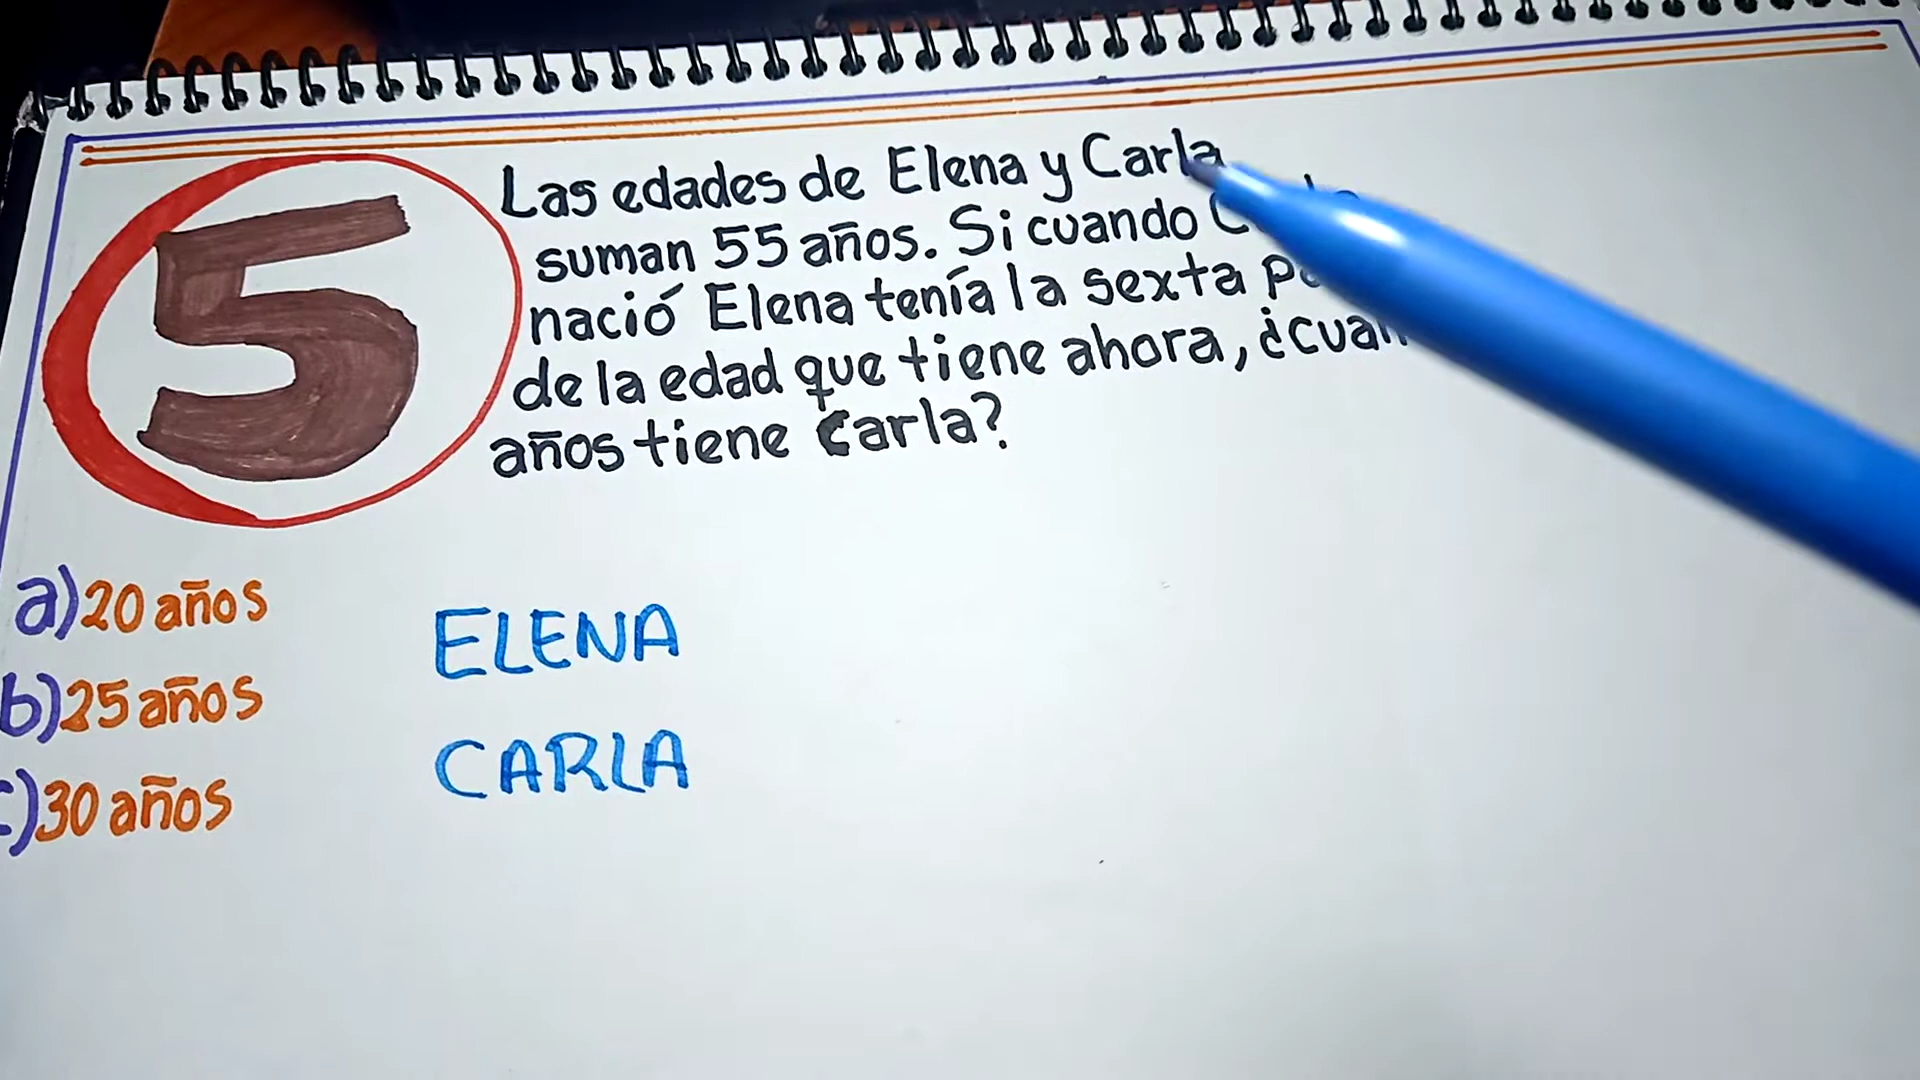 5
Las edades de Elena y Carla
suman 55 años. Si cuando
nació Elena tenía la sexta
de la edad que tiene ahora,
años tiene Carla?
a) 20 años
b) 25 años
c) 30 años
ELENA
CARLA